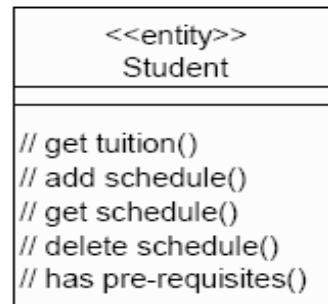 <<entity>>
Student
// get tuition()
// add schedule()
// get schedule()
// delete schedule()
// has pre-requisites()